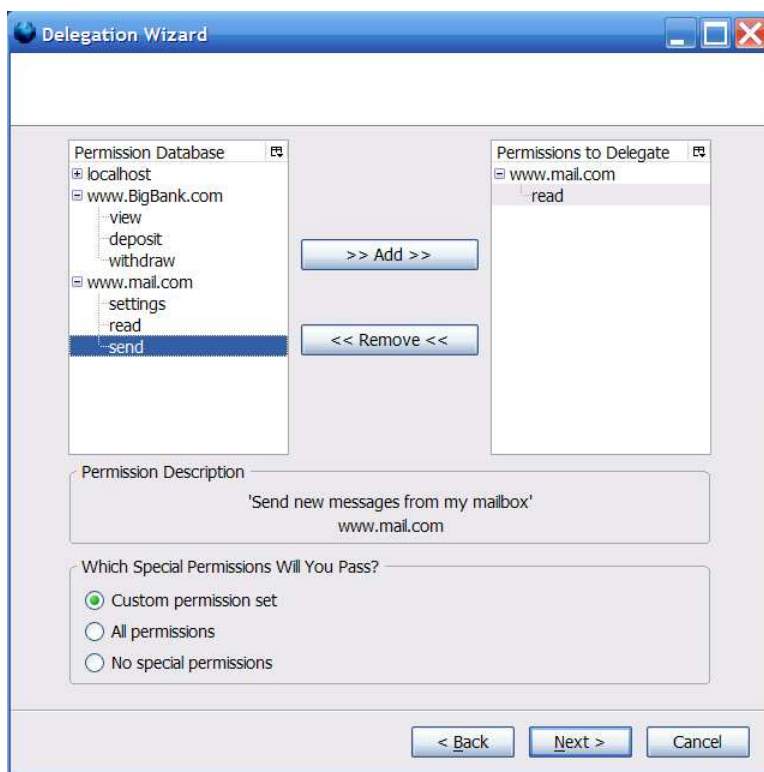 Delegation Wizard
Permission Database
localhost
www.BigBank.com
view
deposit
withdraw
www.mail.com
settings
read
send
>> Add >>
<< Remove <<
Permissions to Delegate
www.mail.com
read
Permission Description
'Send new messages from my mailbox'
www.mail.com
Which Special Permissions Will You Pass?
Custom permission set
All permissions
No special permissions
< Back
Next >
Cancel